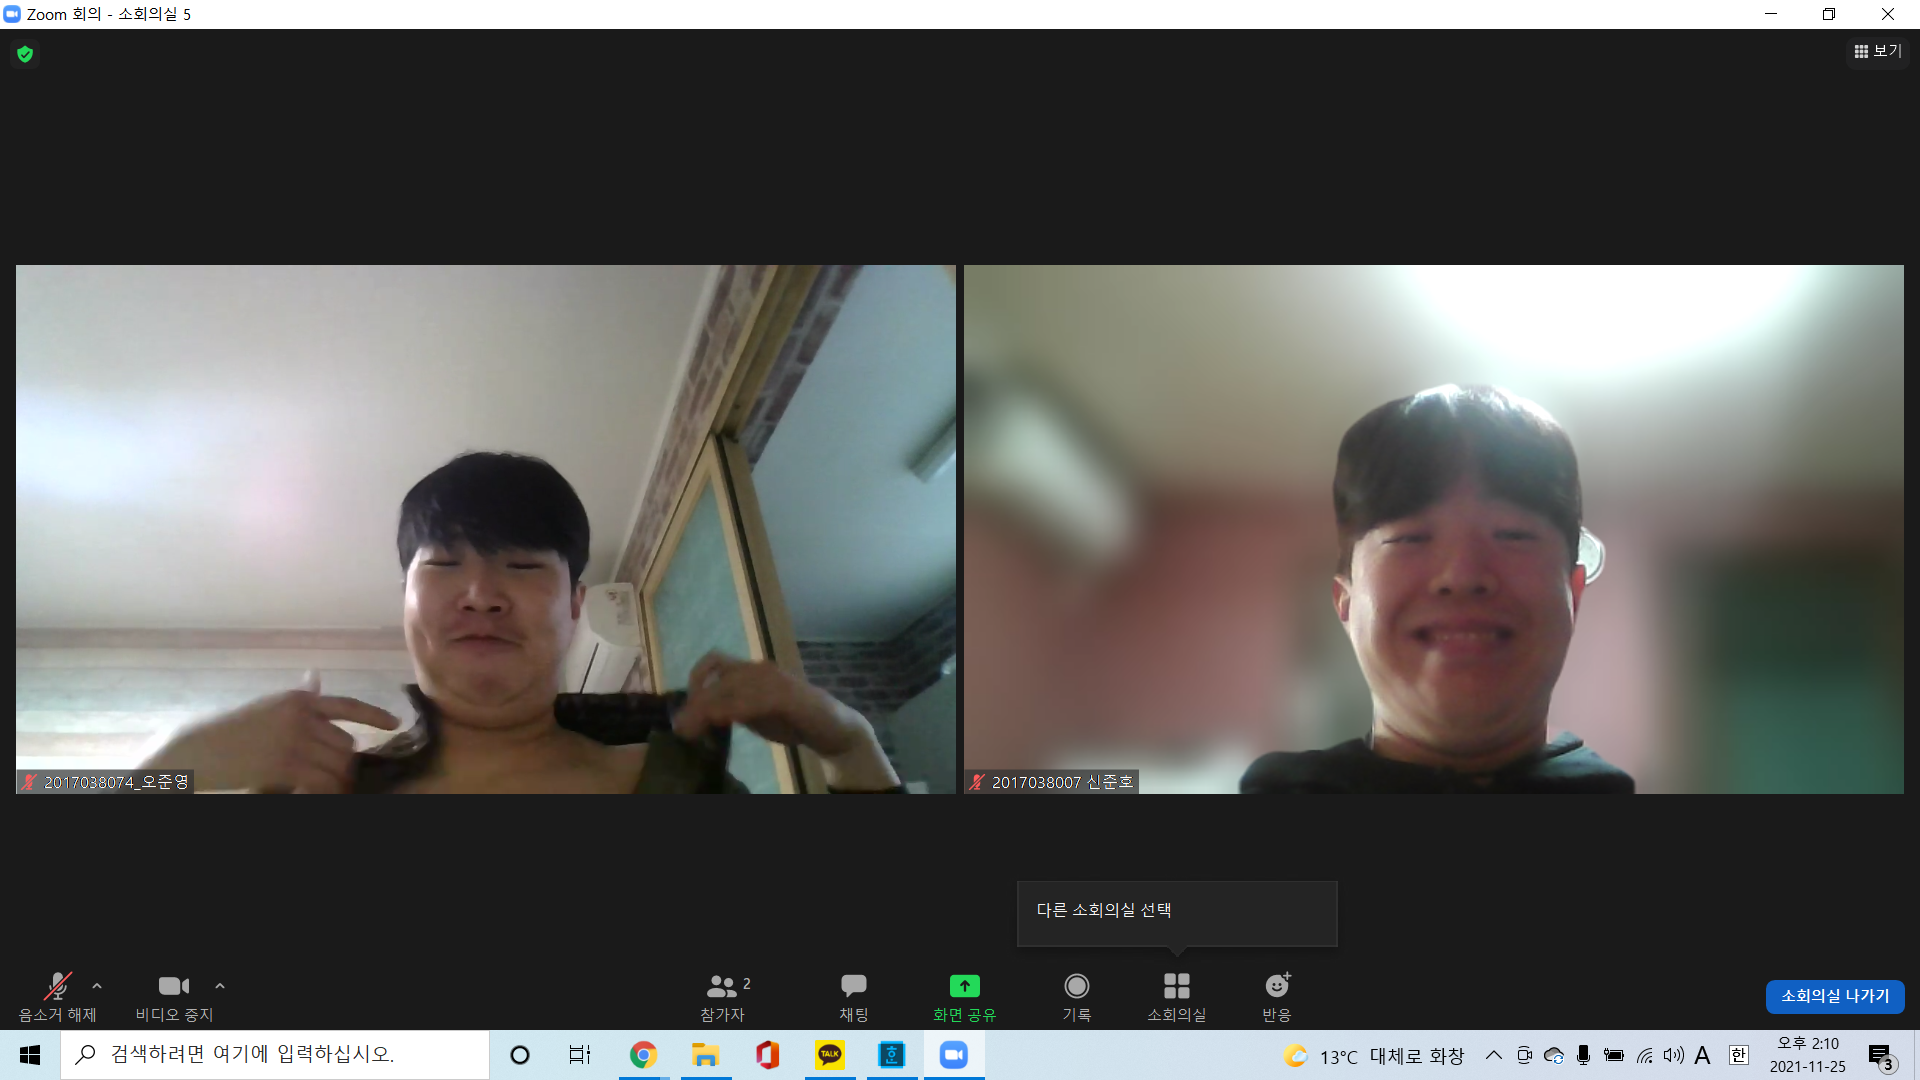 Zoom 회의 - 소회의실 5
보기
2017038074_오준영
2017038007 신준호
다른 소회의실 선택
음소거 해제
비디오 중지
2
참가자
채팅
화면 공유
기록
소회의실
반응
소회의실 나가기
검색하려면 여기에 입력하십시오.
TALK
호
13°C 대체로 화창
A
한
오후 2:10
2021-11-25
3